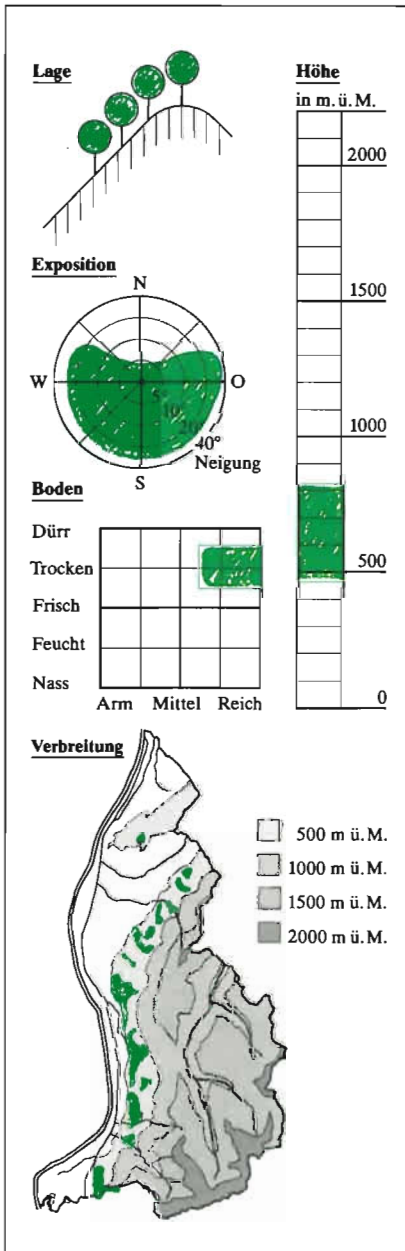 Lage
Höhe
in m. ü. M.
2000
1500
1000
500
0
Exposition
N
W
O
S
5°
10°
20°
40°
Neigung
Boden
Dürr
Trocken
Frisch
Feucht
Nass
Arm Mittel Reich
Verbreitung
500 m ü. M.
1000 m ü. M.
1500 m ü. M.
2000 m ü. M.